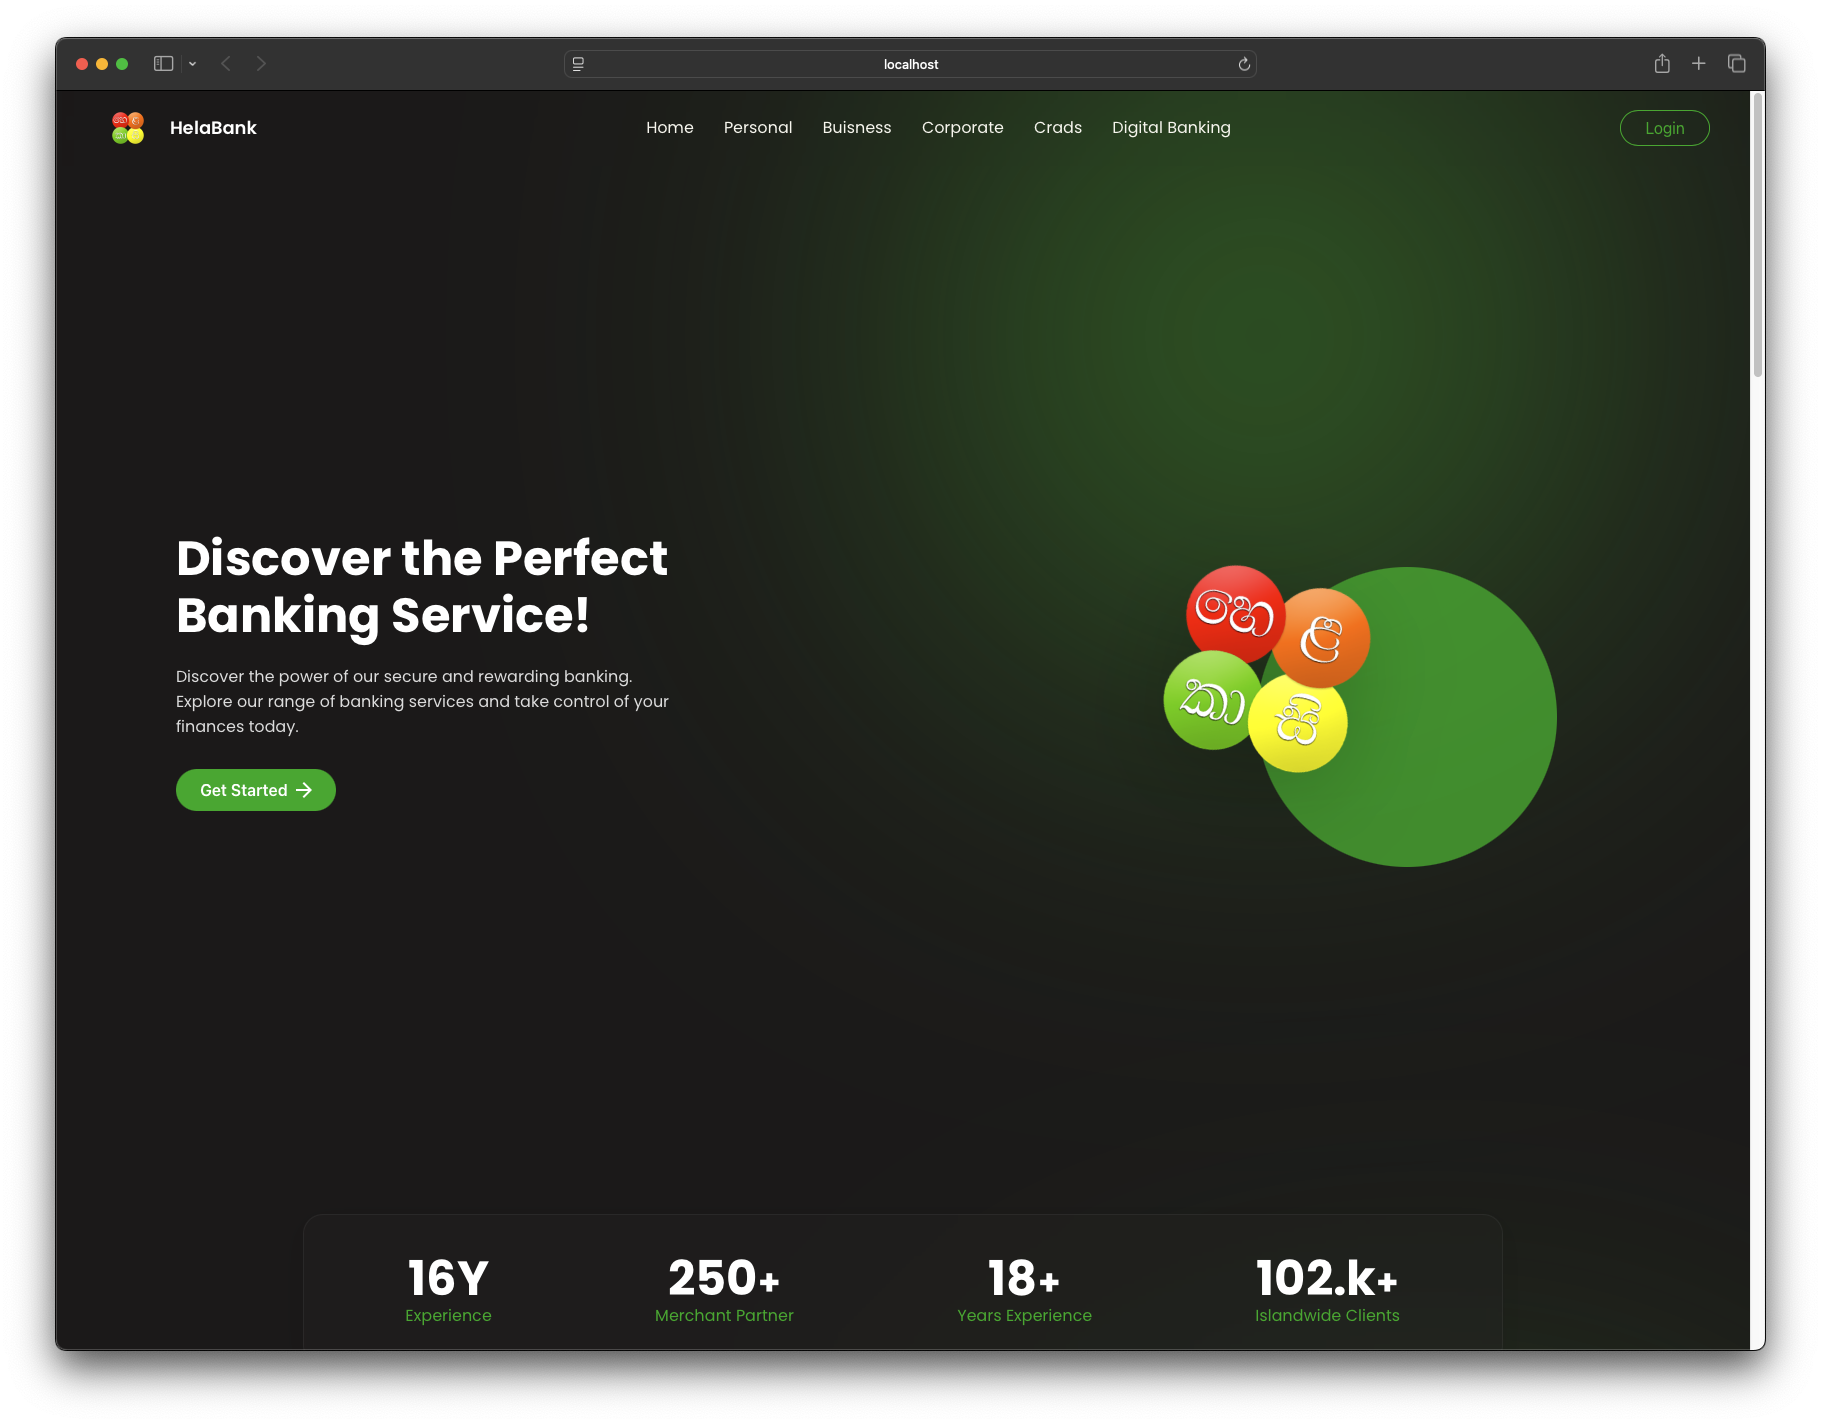 localhost
HelaBank
Home Personal Buisness Corporate Crads Digital Banking
Login
Discover the Perfect
Banking Service!
Discover the power of our secure and rewarding banking.
Explore our range of banking services and take control of your
finances today.
Get Started
හෙ ළී
කා සි
16Y 250+ 18+ 102.k+
Experience Merchant Partner Years Experience Islandwide Clients